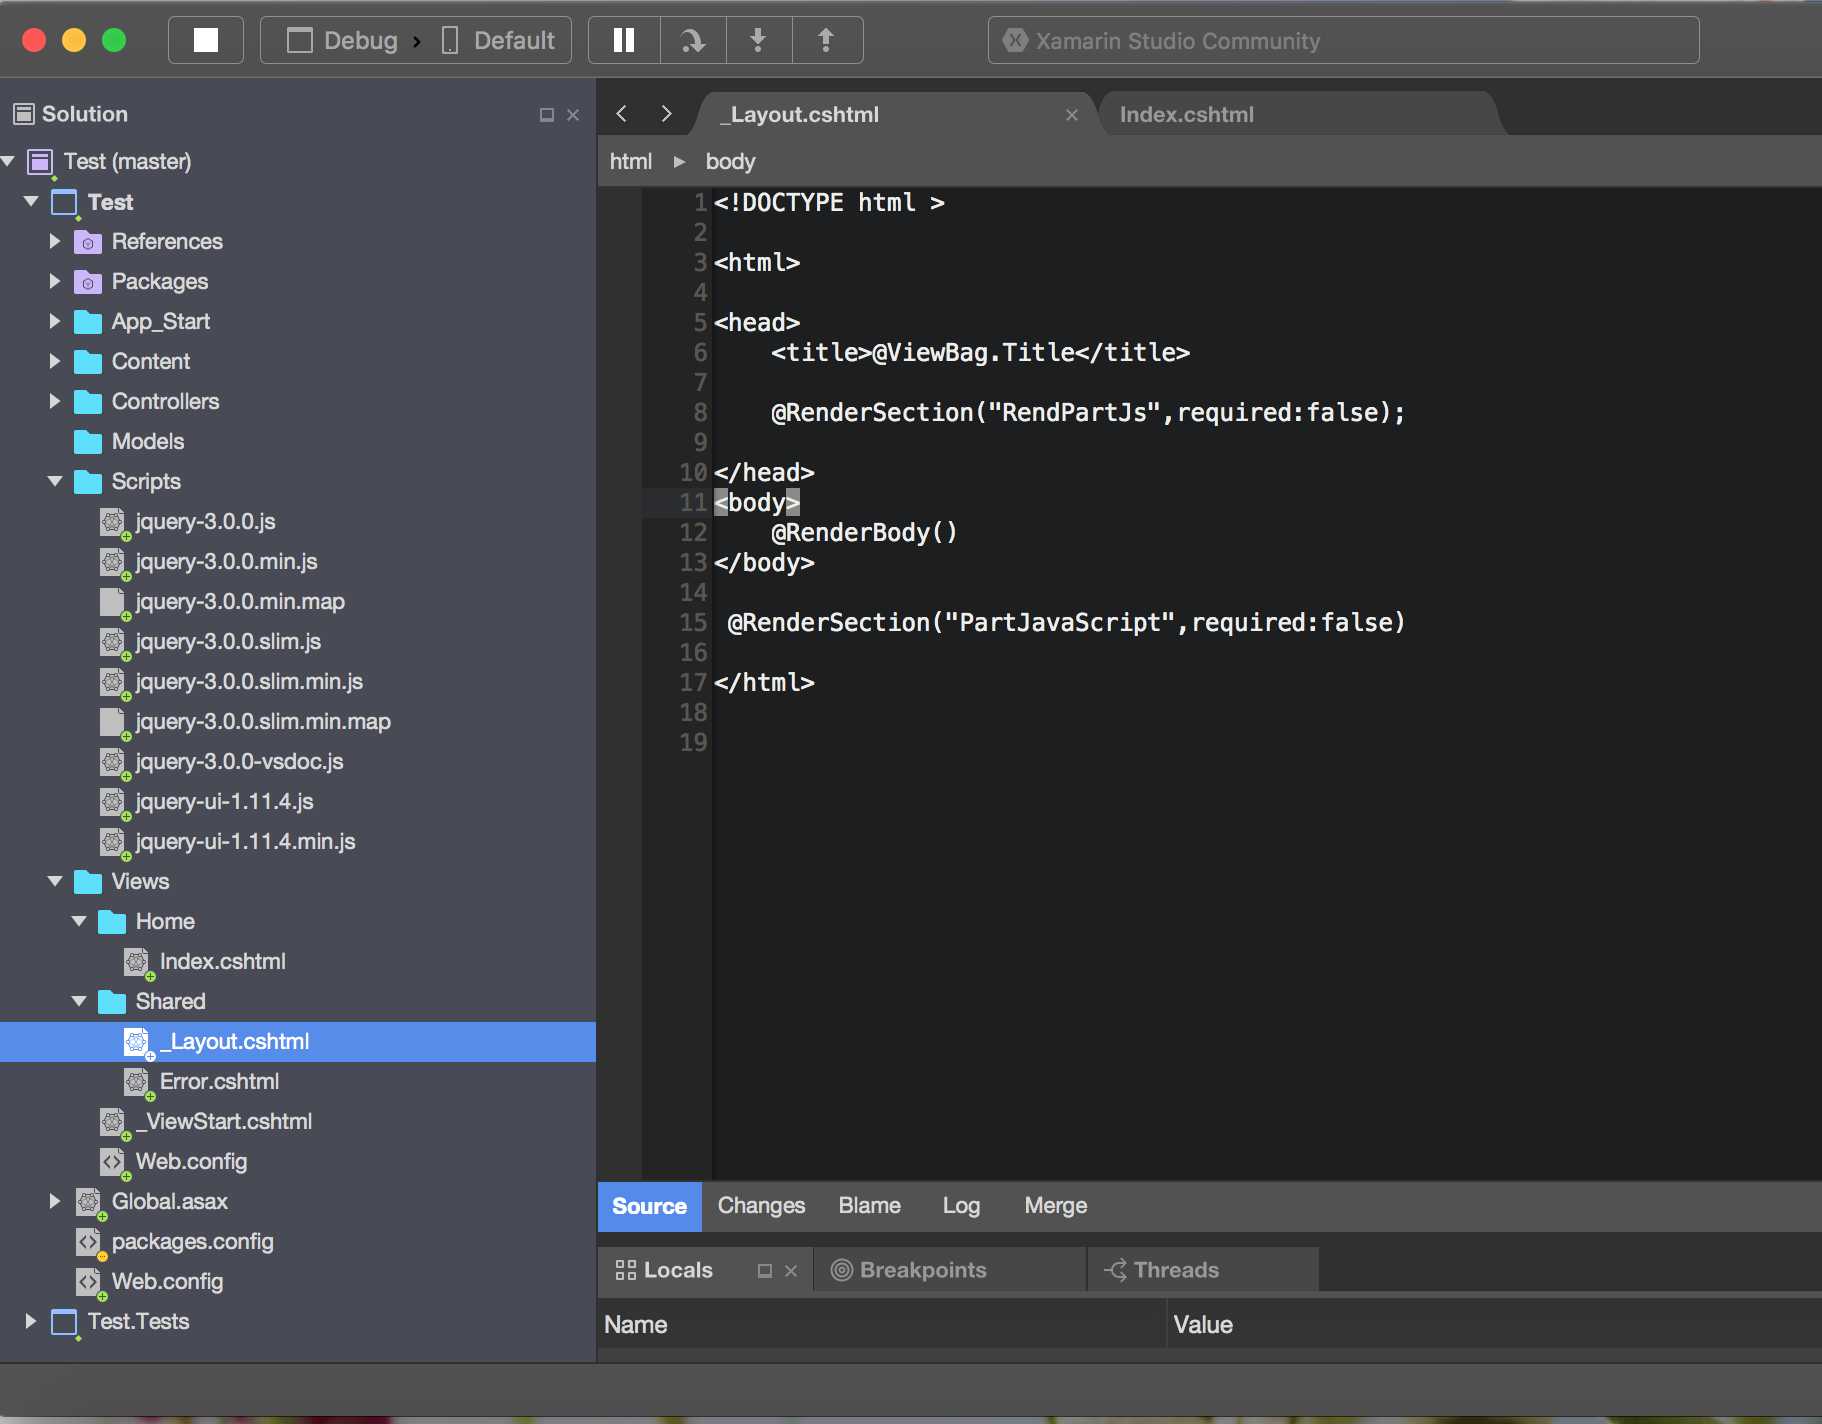 Debug › Default
Xamarin Studio Community
Solution
Test (master)
Test
References
Packages
App_Start
Content
Controllers
Models
Scripts
jquery-3.0.0.js
jquery-3.0.0.min.js
jquery-3.0.0.min.map
jquery-3.0.0.slim.js
jquery-3.0.0.slim.min.js
jquery-3.0.0.slim.min.map
jquery-3.0.0-vsdoc.js
jquery-ui-1.11.4.js
jquery-ui-1.11.4.min.js
Views
Home
Index.cshtml
Shared
_Layout.cshtml
Error.cshtml
_ViewStart.cshtml
Web.config
Global.asax
packages.config
Web.config
Test.Tests
_Layout.cshtml
Index.cshtml
html ▸ body
1 <!DOCTYPE html >
2
3 <html>
4
5 <head>
6     <title>@ViewBag.Title</title>
7
8     @RenderSection("RendPartJs",required:false);
9
10 </head>
11 <body>
12     @RenderBody()
13 </body>
14
15  @RenderSection("PartJavaScript",required:false)
16
17 </html>
18
19
Source Changes Blame Log Merge
Locals Breakpoints Threads
Name Value